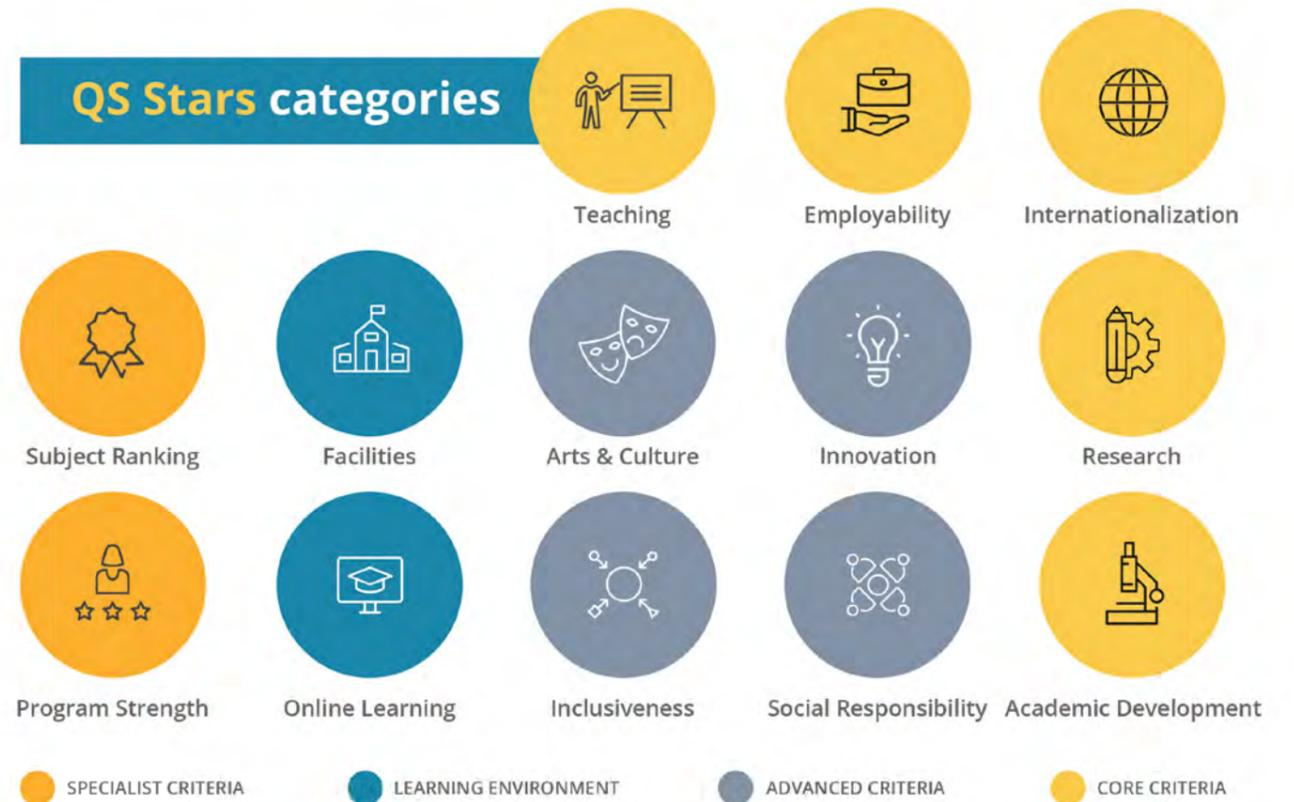 QS Stars categories
Teaching
Employability
Internationalization
Subject Ranking
Facilities
Arts & Culture
Innovation
Research
Program Strength
Online Learning
Inclusiveness
Social Responsibility
Academic Development
SPECIALIST CRITERIA
LEARNING ENVIRONMENT
ADVANCED CRITERIA
CORE CRITERIA